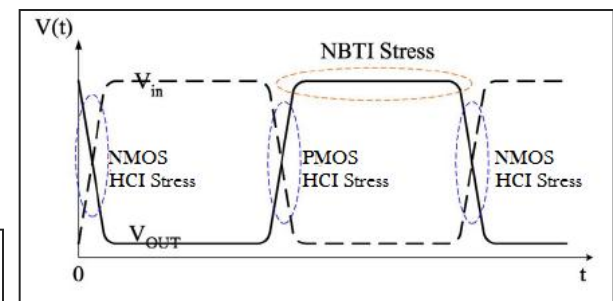 V(t)
NBTI Stress
Vin
NMOS
HCI Stress
PMOS
HCI Stress
NMOS
HCI Stress
VOUT
0
t